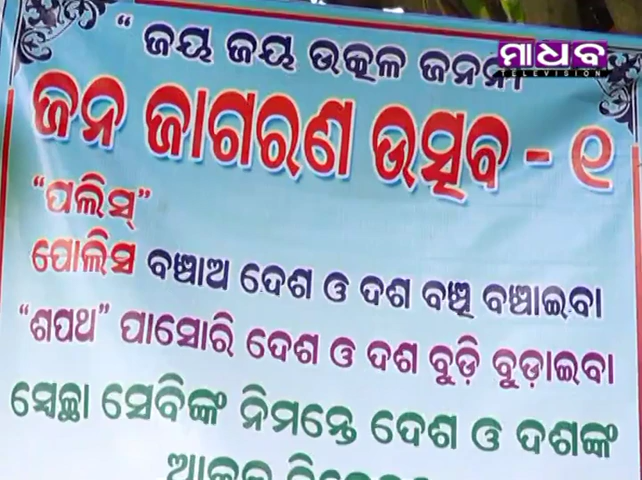 ମାଧବ
TELEVISION
“ ଜୟ ଜୟ ଉତ୍କଳ ଜନନୀ
ଜନ ଜାଗରଣ ଉତ୍ସବ - ୧
“ପଲିସ୍”
ପୋଲିସ ବଞ୍ଚାଅ ଦେଶ ଓ ଦଶ ବଞ୍ଚି ବଞ୍ଚାଇବା
“ଶପଥ” ପାସୋରି ଦେଶ ଓ ଦଶ ବୁଡ଼ି ବୁଡ଼ାଇବା
ସ୍ଵେଚ୍ଛା ସେବିଙ୍କ ନିମନ୍ତେ ଦେଶ ଓ ଦଶଙ୍କ